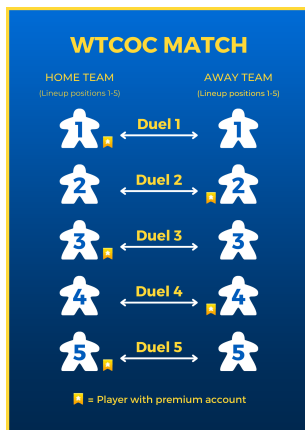 WTCOC MATCH
HOME TEAM AWAY TEAM
(Lineup positions 1-5) (Lineup positions 1-5)
1 Duel 1 1
2 Duel 2 2
3 Duel 3 3
4 Duel 4 4
5 Duel 5 5
= Player with premium account